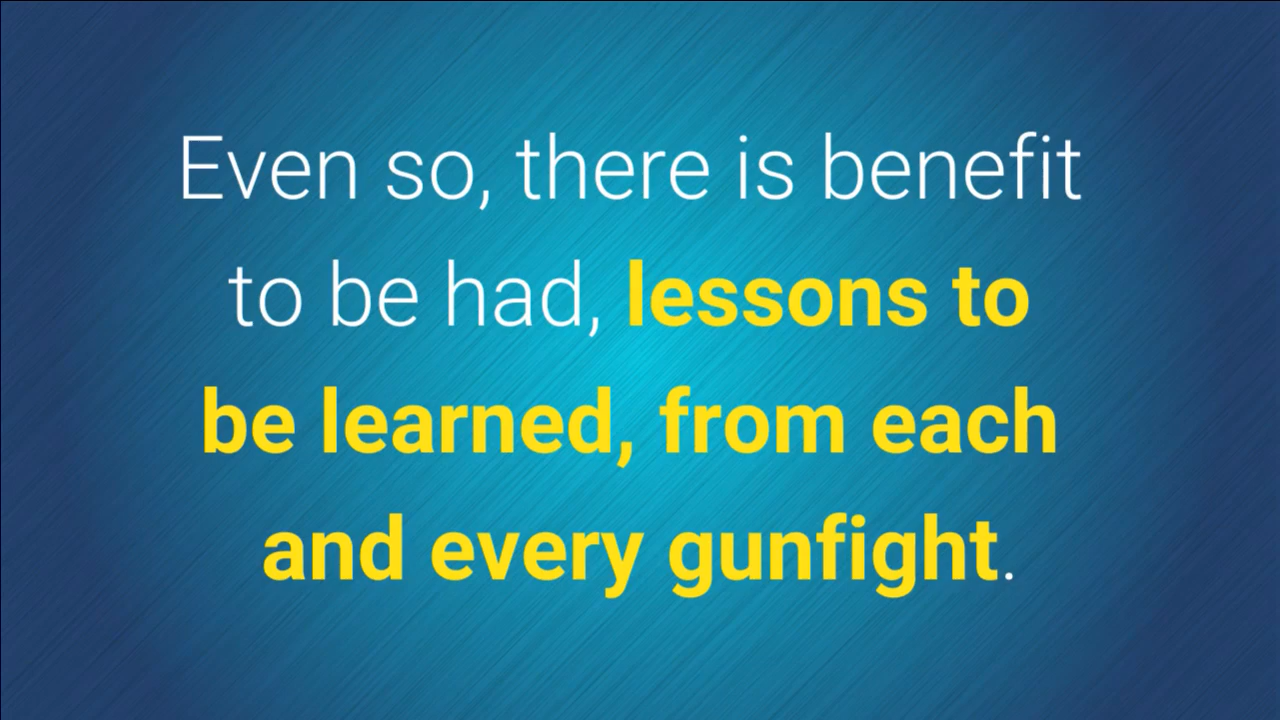 Even so, there is benefit
to be had, lessons to
be learned, from each
and every gunfight.